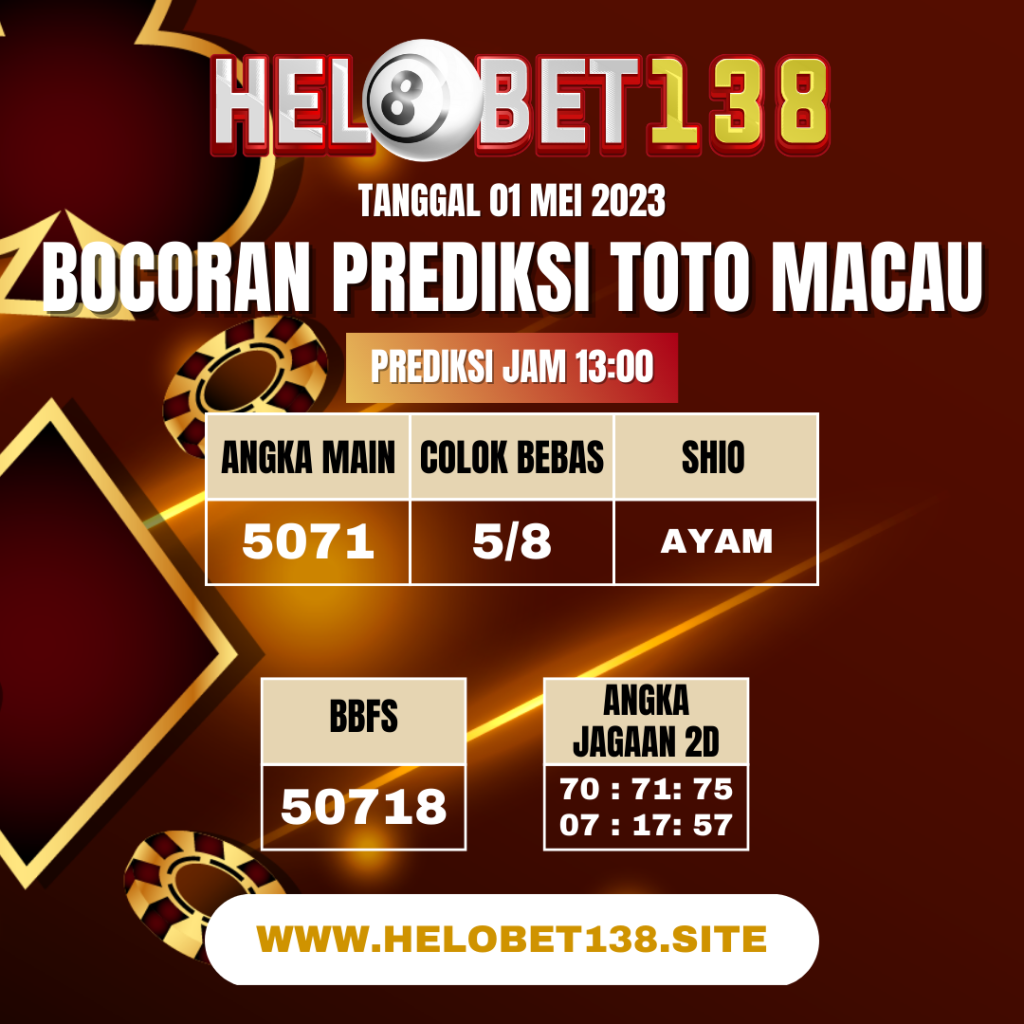 HELOBET138
TANGGAL 01 MEI 2023
BOCORAN PREDIKSI TOTO MACAU
PREDIKSI JAM 13:00
ANGKA MAIN COLOK BEBAS SHIO
5071 5/8 AYAM
BBFS
50718
ANGKA
JAGAAN 2D
70 : 71: 75
07 : 17: 57
WWW.HELOBET138.SITE